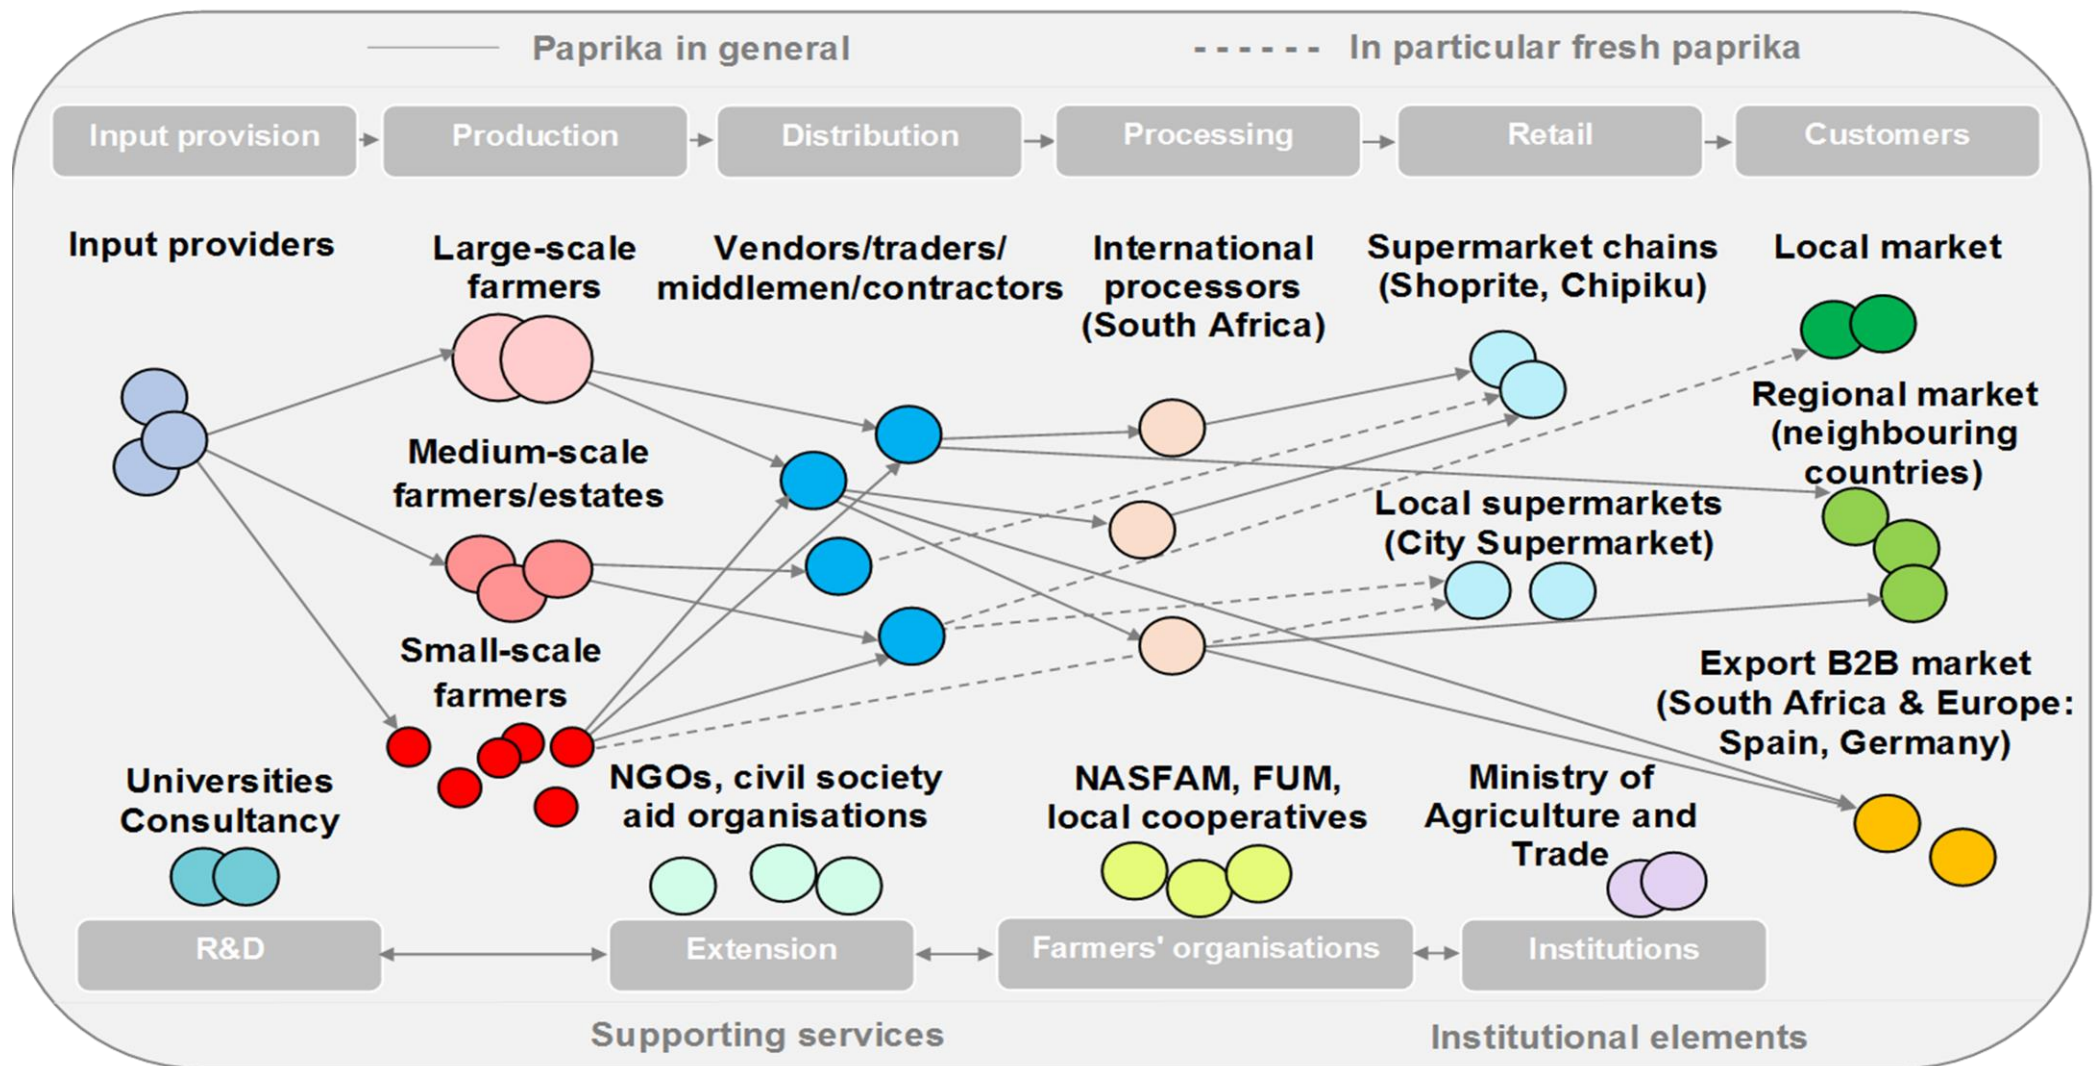 Paprika in general
In particular fresh paprika
Input provision
Production
Distribution
Processing
Retail
Customers
Input providers
Large-scale
farmers
Vendors/traders/
middlemen/contractors
International
processors
(South Africa)
Supermarket chains
(Shoprite, Chipiku)
Local market
Medium-scale
farmers/estates
Regional market
(neighbouring
countries)
Local supermarkets
(City Supermarket)
Small-scale
farmers
Export B2B market
(South Africa & Europe:
Spain, Germany)
Universities
Consultancy
NGOs, civil society
aid organisations
NASFAM, FUM,
local cooperatives
Ministry of
Agriculture and
Trade
R&D
Extension
Farmers' organisations
Institutions
Supporting services
Institutional elements